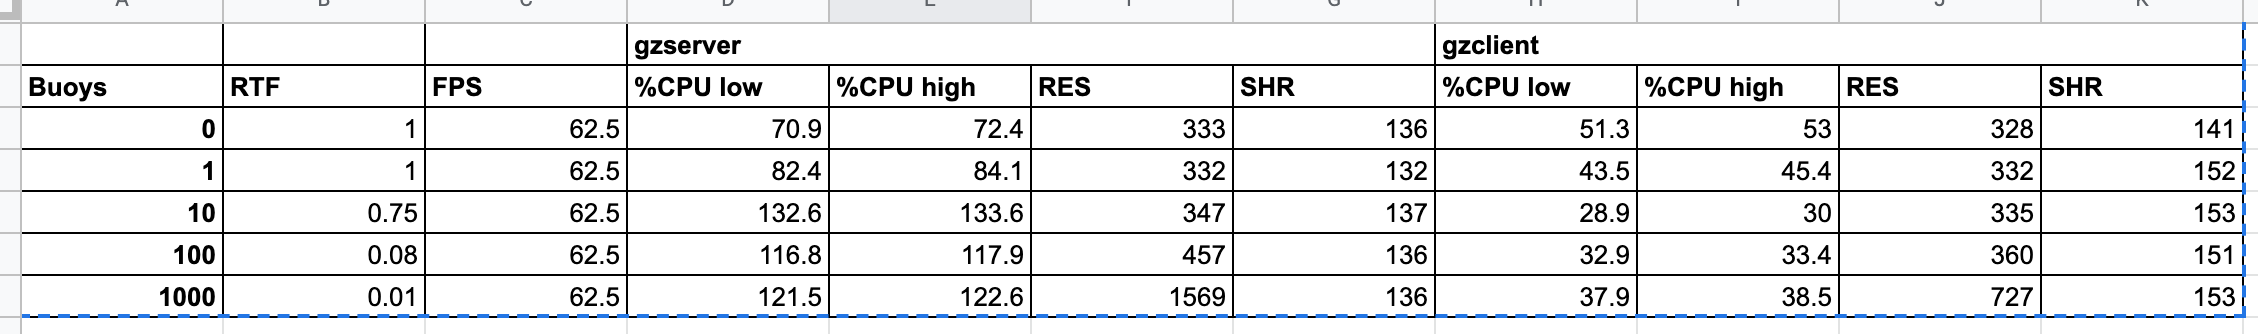 A B C D E F G H I J K
gzserver gzclient
Buoys RTF FPS %CPU low %CPU high RES SHR %CPU low %CPU high RES SHR
0 1 62.5 70.9 72.4 333 136 51.3 53 328 141
1 1 62.5 82.4 84.1 332 132 43.5 45.4 332 152
10 0.75 62.5 132.6 133.6 347 137 28.9 30 335 153
100 0.08 62.5 116.8 117.9 457 136 32.9 33.4 360 151
1000 0.01 62.5 121.5 122.6 1569 136 37.9 38.5 727 153